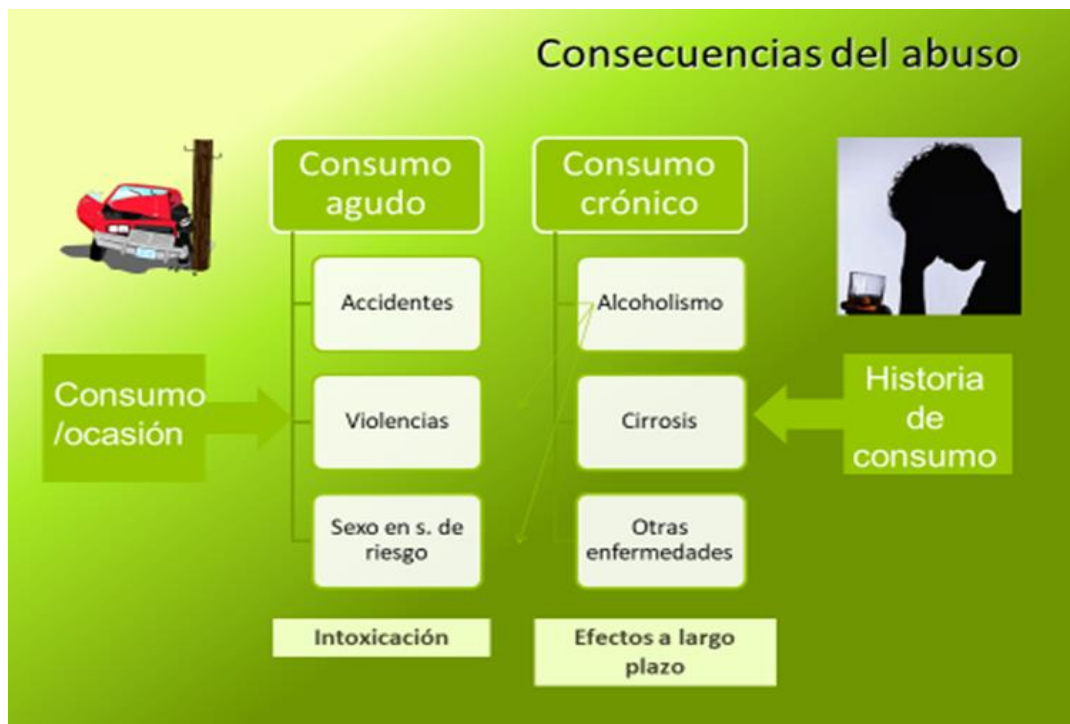 Consecuencias del abuso
Consumo
agudo
Accidentes
Violencias
Sexo en s. de
riesgo
Intoxicación
Consumo
/ocasión
Consumo
crónico
Alcoholismo
Cirrosis
Otras
enfermedades
Efectos a largo
plazo
Historia
de
consumo